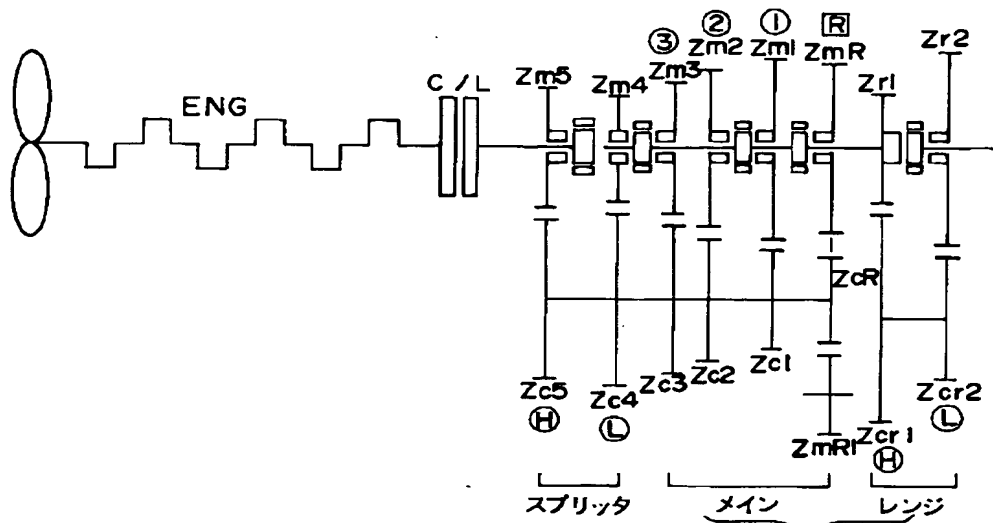 ENG
C/L
Zm5
Zm4
③
Zm3
②
Zm2
①
Zm1
R
ZmR
Zr1
Zr2
ZcR
Zc5
Ⓗ
Zc4
Ⓛ
Zc3
Zc2
Zc1
ZmR1
Zcr1
Ⓗ
Zcr2
Ⓛ
スプリッタ
メイン
レンジ